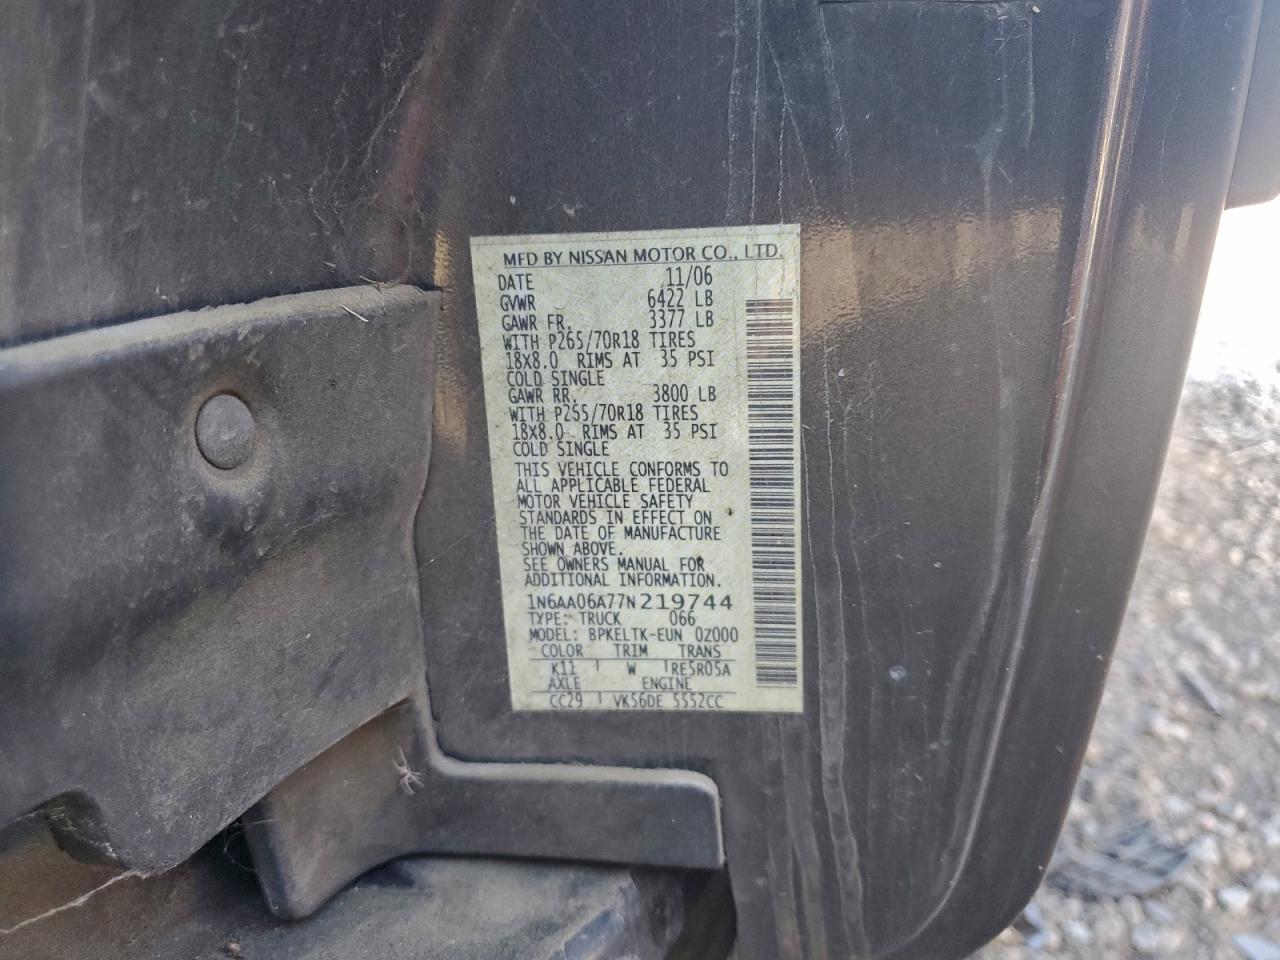 MFD BY NISSAN MOTOR CO., LTD.
DATE 11/06
GVWR 6422 LB
GAWR FR. 3377 LB
WITH P265/70R18 TIRES
18X8.0 RIMS AT 35 PSI
COLD SINGLE
GAWR RR. 3800 LB
WITH P265/70R18 TIRES
18X8.0 RIMS AT 35 PSI
COLD SINGLE
THIS VEHICLE CONFORMS TO
ALL APPLICABLE FEDERAL
MOTOR VEHICLE SAFETY
STANDARDS IN EFFECT ON
THE DATE OF MANUFACTURE
SHOWN ABOVE.
SEE OWNERS MANUAL FOR
ADDITIONAL INFORMATION.
1N6AA06A77N219744
TYPE: TRUCK 066
MODEL: BPKELTK-EUN 0Z000
COLOR TRIM TRANS
K11 W RE5R05A
AXLE ENGINE
CC29 VK56DE 5552CC